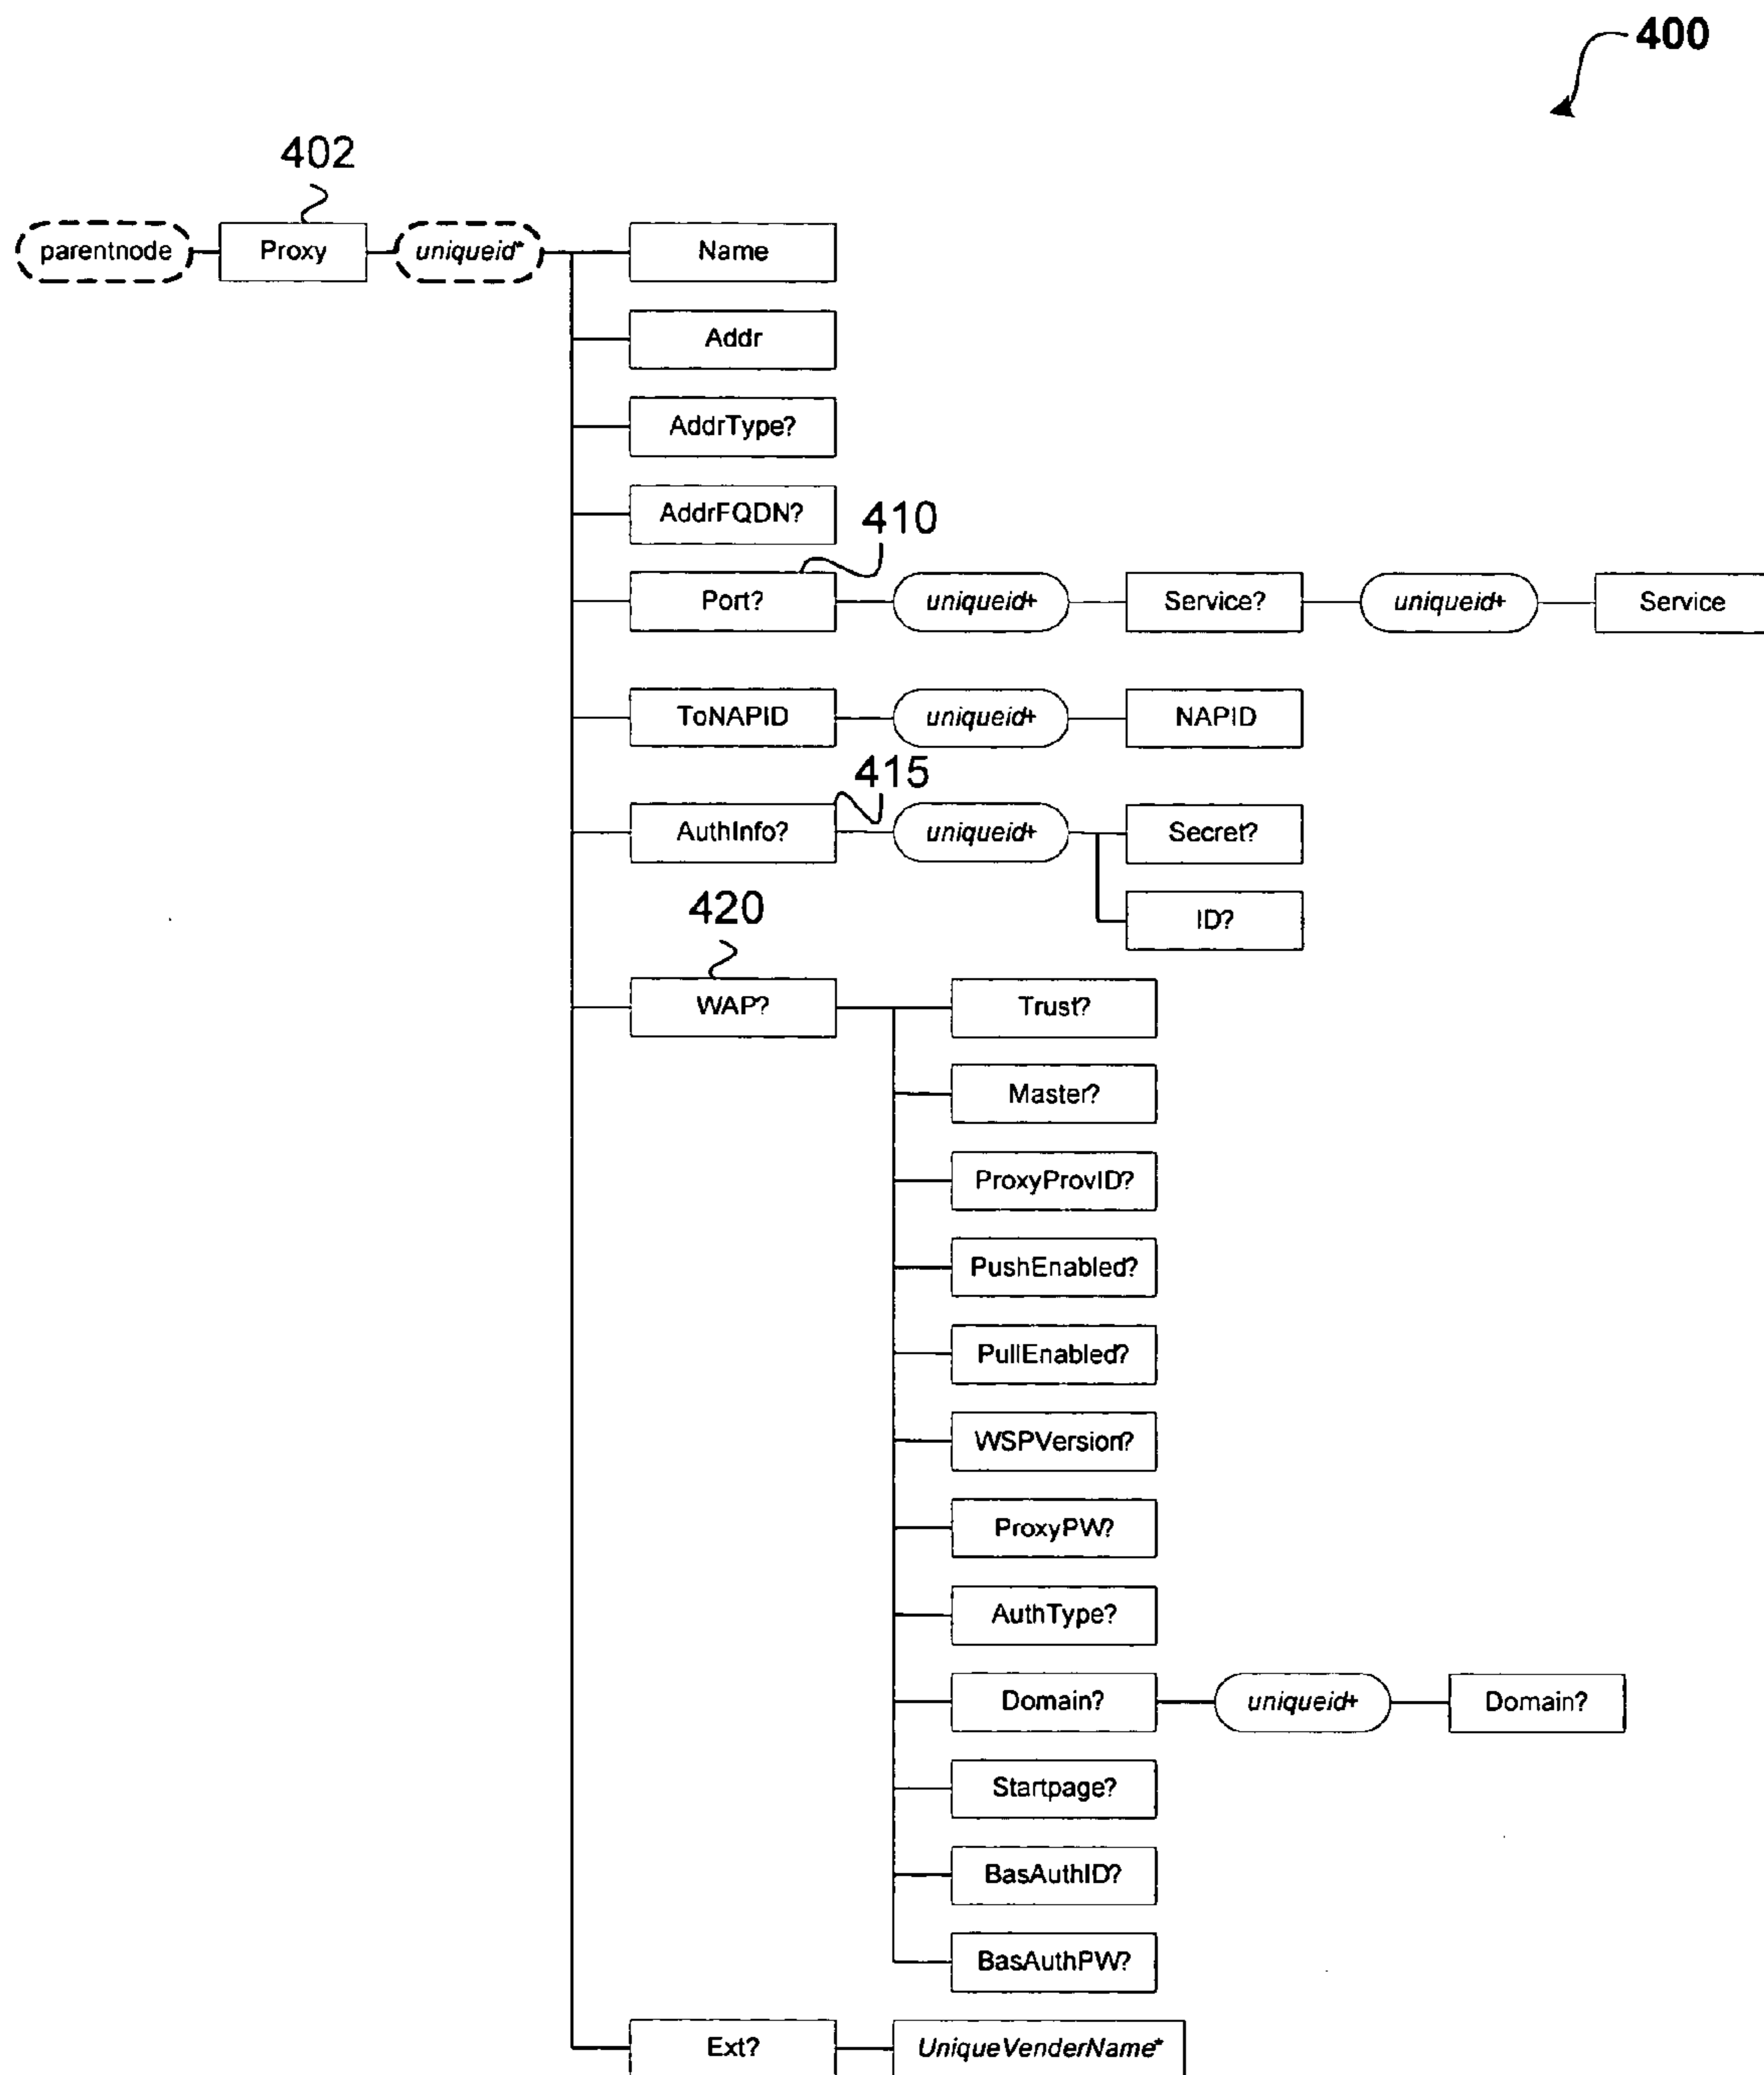 400
402
parentnode Proxy uniqueid* Name
Addr
AddrType?
AddrFQDN?
410
Port? uniqueid+ Service? uniqueid+ Service
ToNAPID uniqueid+ NAPID
415
AuthInfo? uniqueid+ Secret?
ID?
420
WAP? Trust?
Master?
ProxyProvID?
PushEnabled?
PullEnabled?
WSPVersion?
ProxyPW?
AuthType?
Domain? uniqueid+ Domain?
Startpage?
BasAuthID?
BasAuthPW?
Ext? UniqueVenderName*